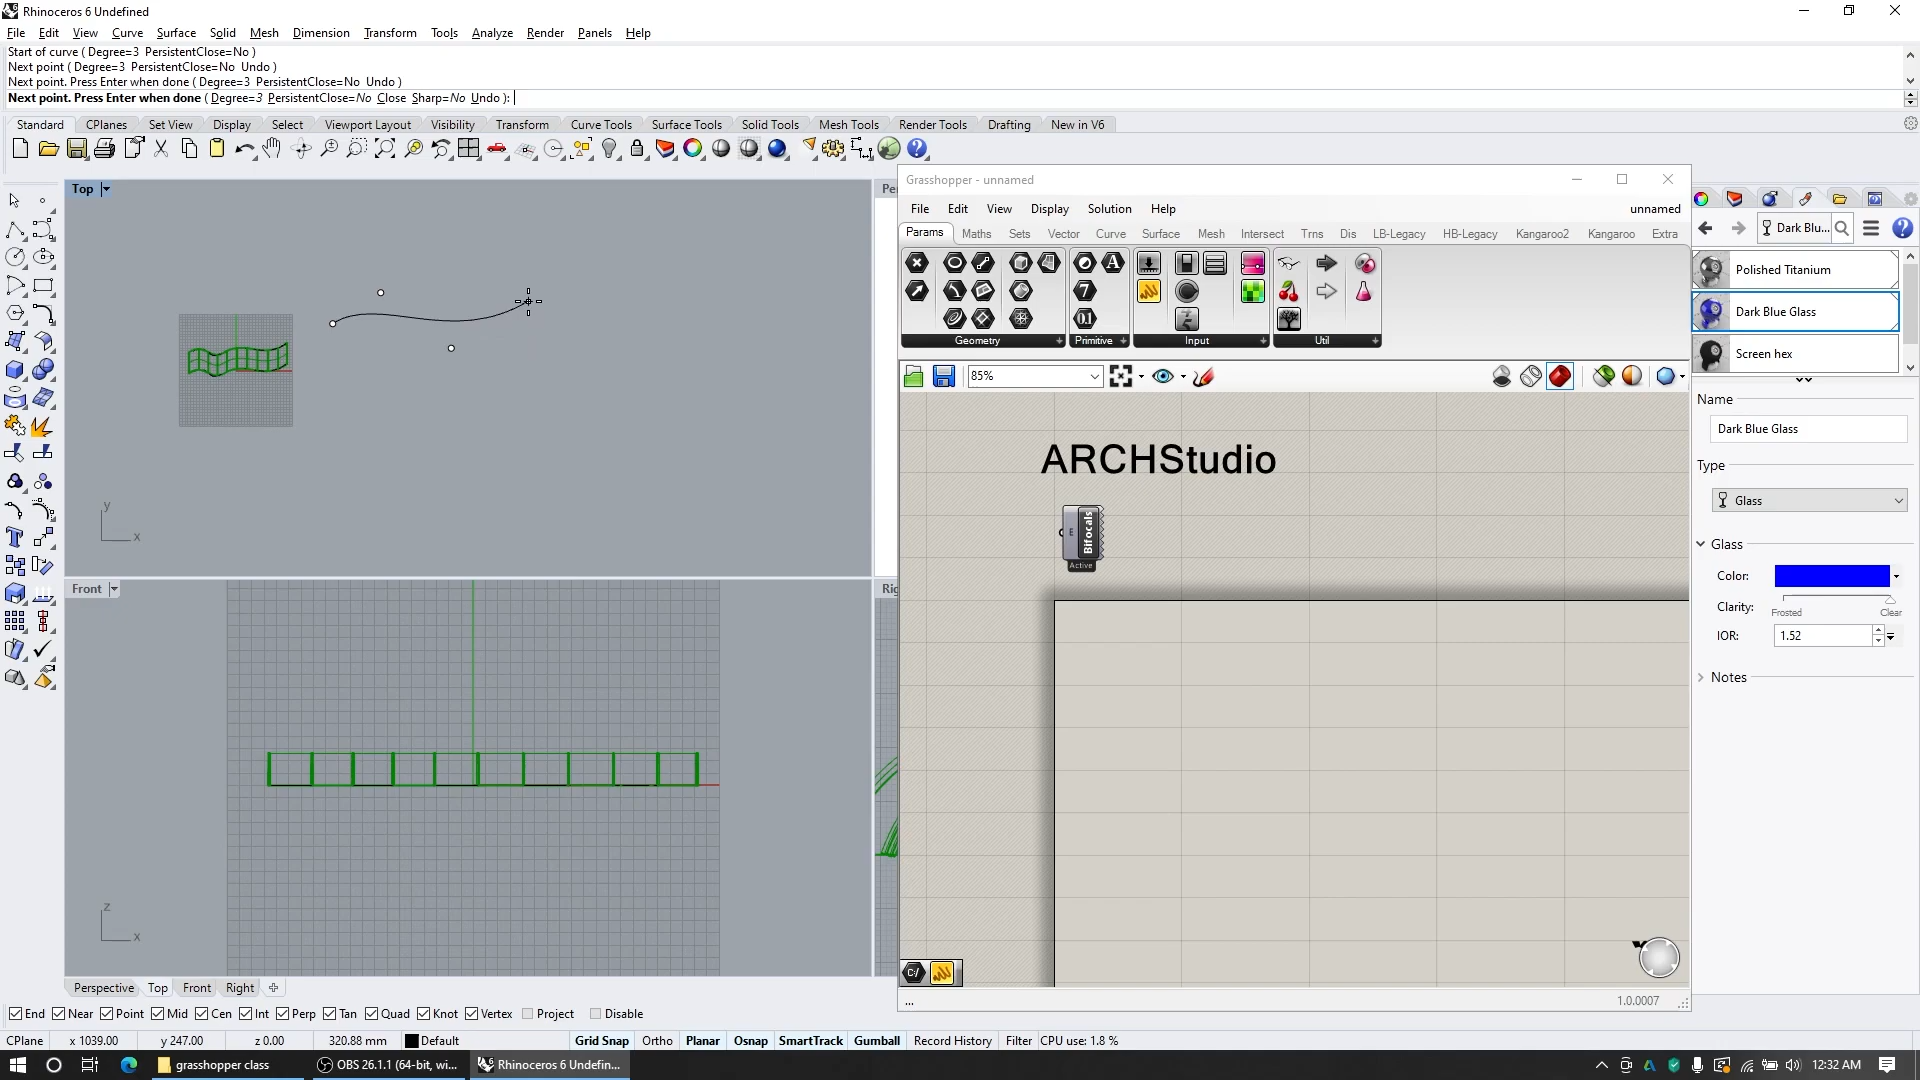 Rhinoceros 6 Undefined
File Edit View Curve Surface Solid Mesh Dimension Transform Tools Analyze Render Panels Help
Start of curve ( Degree=3 PersistentClose=No )
Next point ( Degree=3 PersistentClose=No Undo )
Next point. Press Enter when done ( Degree=3 PersistentClose=No Undo )
Next point. Press Enter when done ( Degree=3 PersistentClose=No Close Sharp=No Undo ):
Standard CPlanes Set View Display Select Viewport Layout Visibility Transform Curve Tools Surface Tools Solid Tools Mesh Tools Render Tools Drafting New in V6
Top
Pe
Grasshopper - unnamed
File Edit View Display Solution Help unnamed
Params Maths Sets Vector Curve Surface Mesh Intersect Trns Dis LB-Legacy HB-Legacy Kangaroo2 Kangaroo Extra
Geometry Primitive Input Util
85%
Dark Blu...
Polished Titanium
Dark Blue Glass
Screen hex
Name
Dark Blue Glass
Type
Glass
Glass
Color:
Clarity:
Frosted Clear
IOR: 1.52
Notes
ARCHStudio
E Bifocals
Active
y
x
Front
Rig
z
x
C:/
...
1.0.0007
Perspective Top Front Right
End Near Point Mid Cen Int Perp Tan Quad Knot Vertex Project Disable
CPlane x 1039.00 y 247.00 z 0.00 320.88 mm Default Grid Snap Ortho Planar Osnap SmartTrack Gumball Record History Filter CPU use: 1.8 %
grasshopper class OBS 26.1.1 (64-bit, wi... Rhinoceros 6 Undefin... 12:32 AM